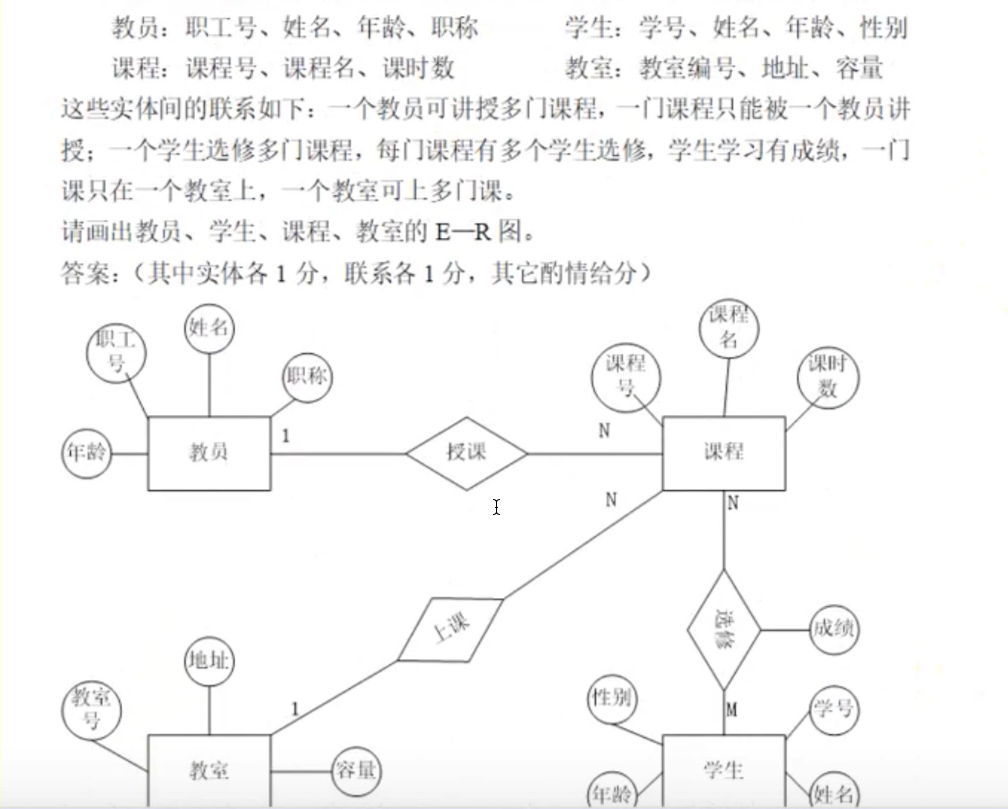 教员：职工号、姓名、年龄、职称 学生：学号、姓名、年龄、性别
课程：课程号、课程名、课时数 教室：教室编号、地址、容量
这些实体间的联系如下：一个教员可讲授多门课程，一门课程只能被一个教员讲
授；一个学生选修多门课程，每门课程有多个学生选修，学生学习有成绩，一门
课只在一个教室上，一个教室可上多门课。
请画出教员、学生、课程、教室的 E—R 图。
答案：（其中实体各 1 分，联系各 1 分，其它酌情给分）
职工
号
姓名
职称
年龄
教员
1
授课
N
课程
号
课程
名
课时
数
课程
N
N
上课
1
选修
成绩
M
地址
教室
号
教室
容量
性别
学号
学生
年龄
姓名